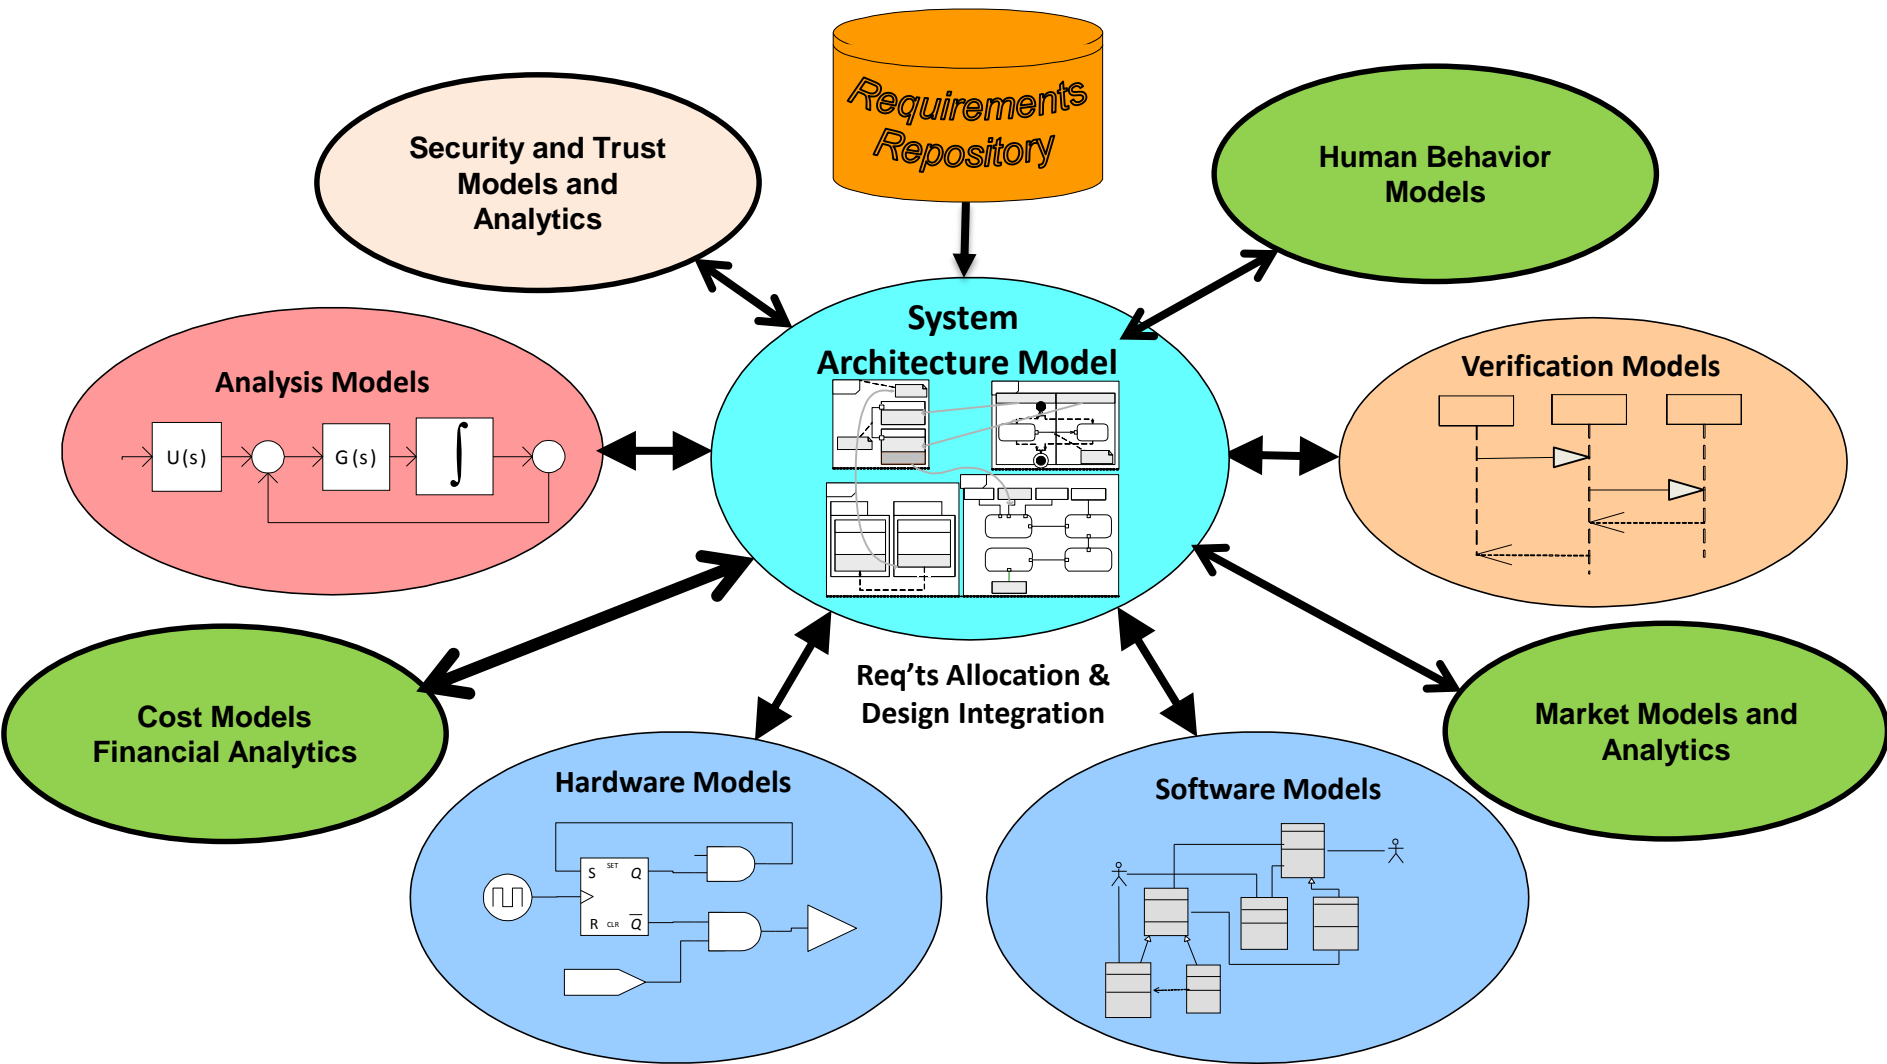 Requirements
Repository
Security and Trust
Models and
Analytics
Human Behavior
Models
System
Architecture Model
Analysis Models
U(s)
G(s)
∫
Verification Models
Cost Models
Financial Analytics
Req'ts Allocation &
Design Integration
Market Models and
Analytics
Hardware Models
S SET Q
R CLR Q̅
Software Models